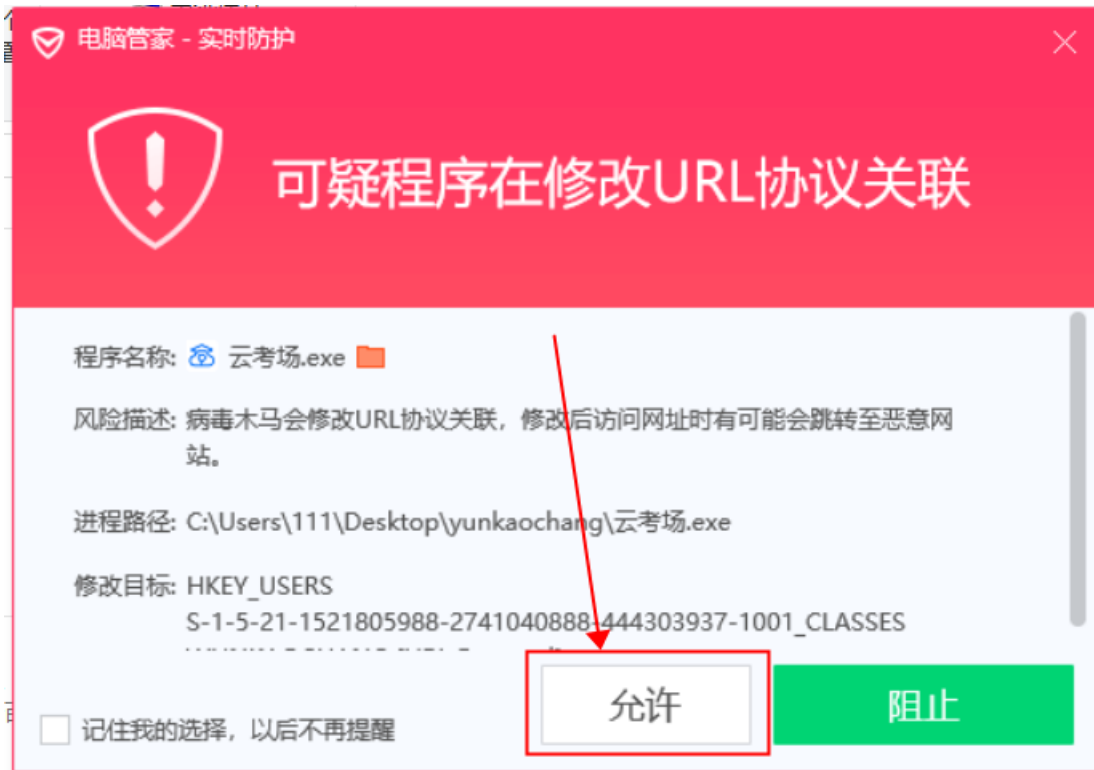 电脑管家 - 实时防护
可疑程序在修改URL协议关联
程序名称: 云考场.exe
风险描述: 病毒木马会修改URL协议关联，修改后访问网址时有可能会跳转至恶意网
站。
进程路径: C:\Users\111\Desktop\yunkaochang\云考场.exe
修改目标: HKEY_USERS
S-1-5-21-1521805988-2741040888-444303937-1001_CLASSES
记住我的选择，以后不再提醒
允许
阻止